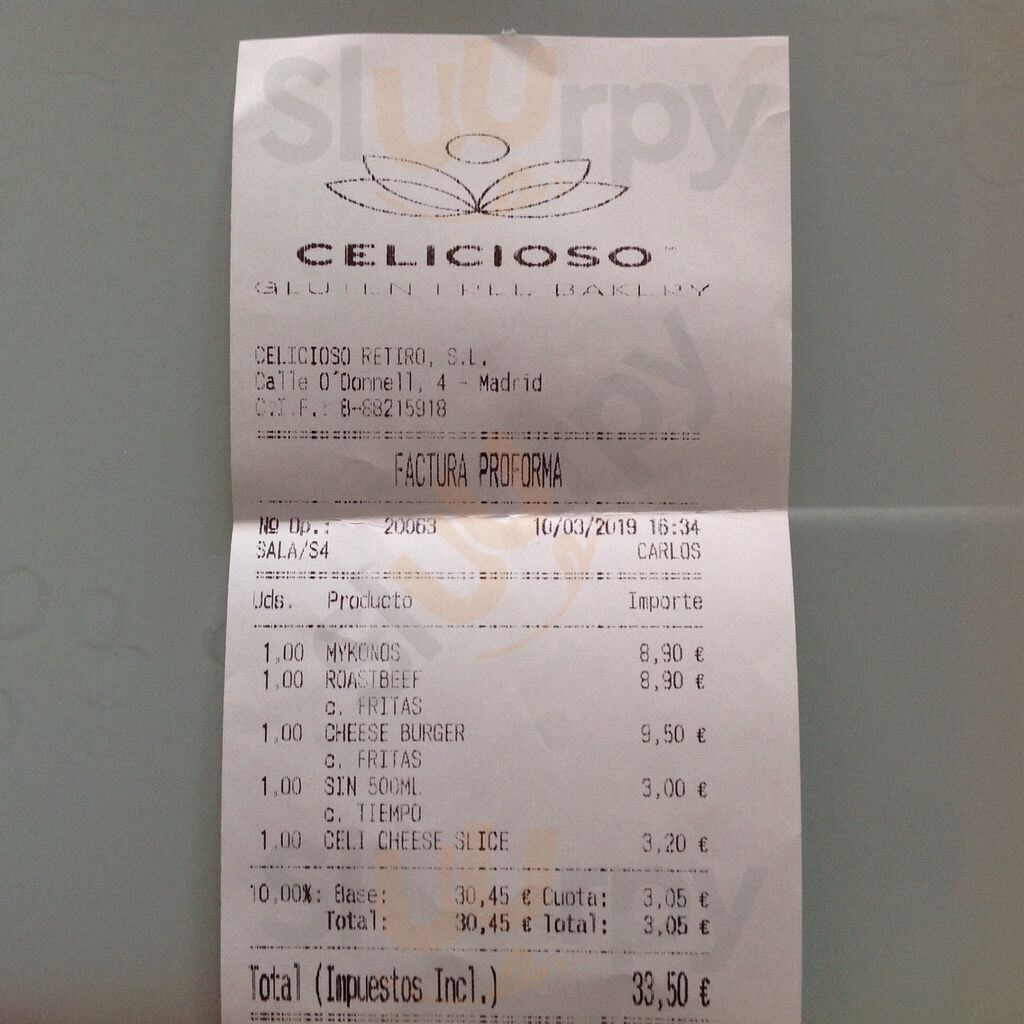 Sluurpy
CELICIOSO™
GLUTEN FREE BAKERY
CELICIOSO RETIRO, S.L.
Calle O'Donnell, 4 - Madrid
C.I.F.: B-88215918
FACTURA PROFORMA
Nº Op.: 20063 10/03/2019 16:34
SALA/S4 CARLOS
Uds. Producto Importe
1,00 MYKONOS 8,90 €
1,00 ROASTBEEF 8,90 €
c. FRITAS
1,00 CHEESE BURGER 9,50 €
c. FRITAS
1,00 SIN 500ML 3,00 €
c. TIEMPO
1,00 CELI CHEESE SLICE 3,20 €
10,00%: Base: 30,45 € Cuota: 3,05 €
Total: 30,45 € Total: 3,05 €
Total (Impuestos Incl.) 33,50 €
Sluurpy
Sluurpy